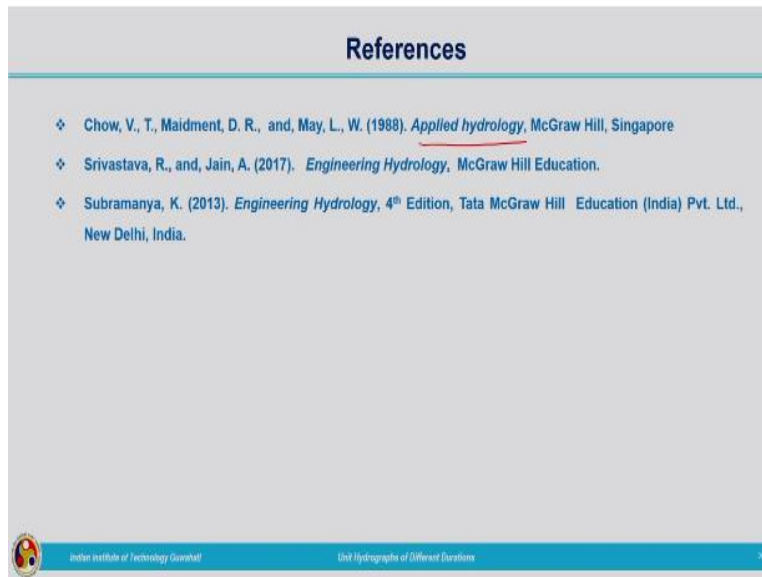 References
❖ Chow, V., T., Maidment, D. R., and, May, L., W. (1988). Applied hydrology, McGraw Hill, Singapore
❖ Srivastava, R., and, Jain, A. (2017). Engineering Hydrology, McGraw Hill Education.
❖ Subramanya, K. (2013). Engineering Hydrology, 4th Edition, Tata McGraw Hill Education (India) Pvt. Ltd.,
New Delhi, India.
Indian Institute of Technology Guwahati Unit Hydrographs of Different Durations